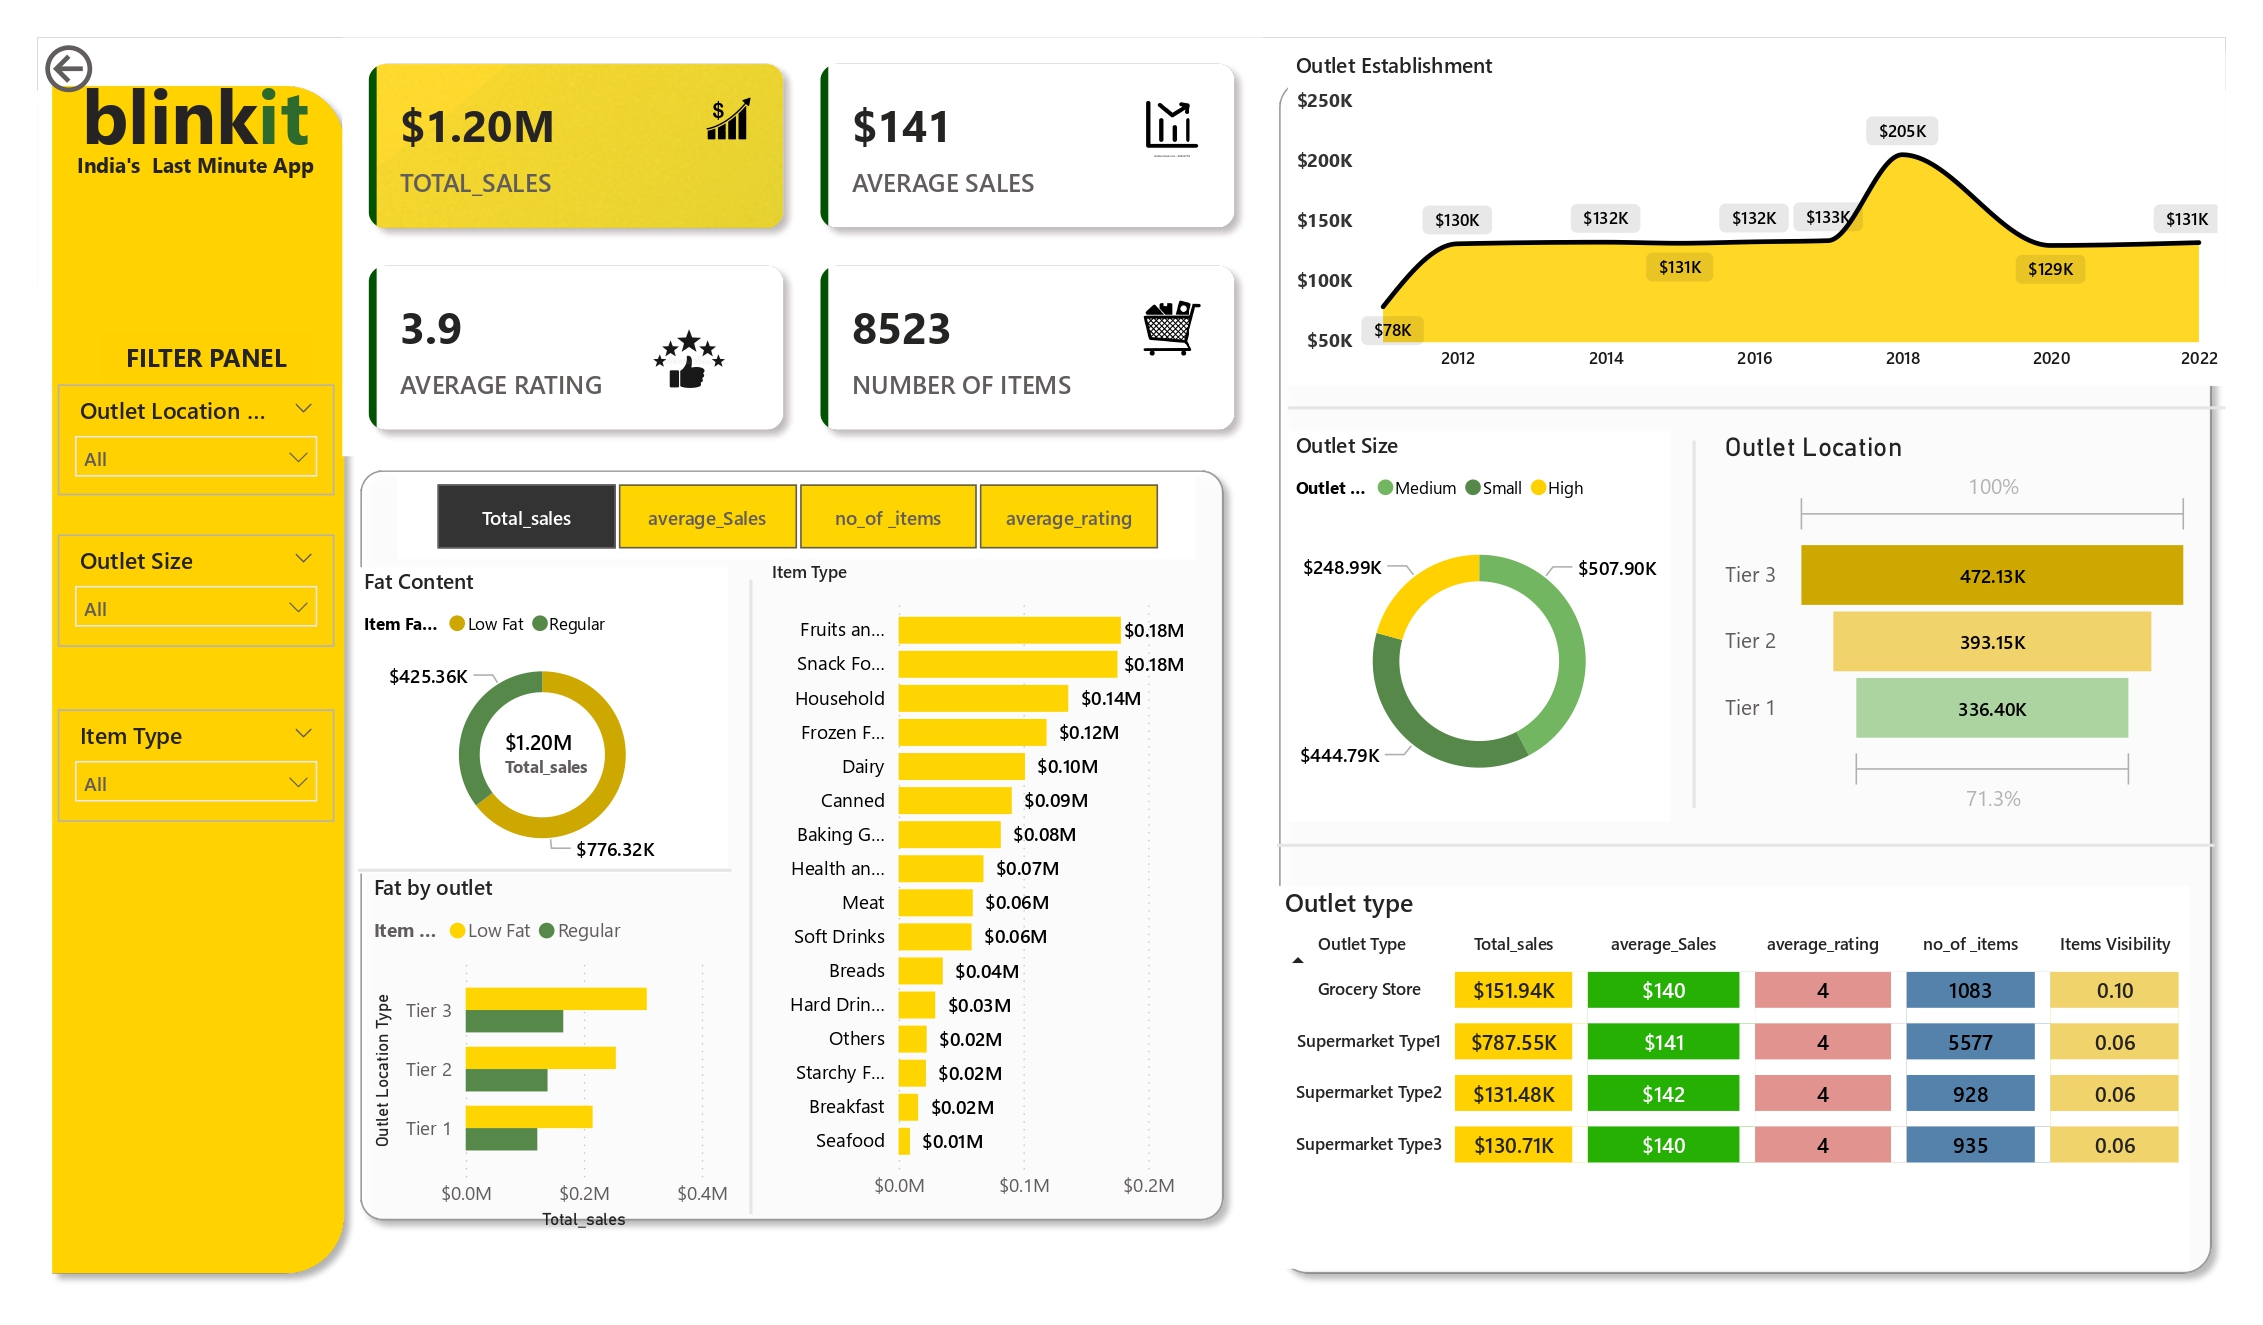 blinkit
India's Last Minute App
FILTER PANEL
Outlet Location ...
All
Outlet Size
All
Item Type
All
$1.20M
TOTAL_SALES
$
$141
AVERAGE SALES
3.9
AVERAGE RATING
8523
NUMBER OF ITEMS
Total_sales average_Sales no_of _items average_rating
Fat Content
Item Fa... Low Fat Regular
$425.36K
$1.20M
Total_sales
$776.32K
Fat by outlet
Item ... Low Fat Regular
Outlet Location Type
Tier 3
Tier 2
Tier 1
$0.0M $0.2M $0.4M
Total_sales
Item Type
Fruits an... $0.18M
Snack Fo... $0.18M
Household $0.14M
Frozen F... $0.12M
Dairy $0.10M
Canned $0.09M
Baking G... $0.08M
Health an... $0.07M
Meat $0.06M
Soft Drinks $0.06M
Breads $0.04M
Hard Drin... $0.03M
Others $0.02M
Starchy F... $0.02M
Breakfast $0.02M
Seafood $0.01M
$0.0M $0.1M $0.2M
Outlet Establishment
$250K
$200K
$150K
$100K
$50K
$78K $130K $132K $131K $132K $133K $205K $129K $131K
2012 2014 2016 2018 2020 2022
Outlet Size
Outlet ... Medium Small High
$248.99K $507.90K
$444.79K
Outlet Location
100%
Tier 3 472.13K
Tier 2 393.15K
Tier 1 336.40K
71.3%
Outlet type
Outlet Type Total_sales average_Sales average_rating no_of _items Items Visibility
Grocery Store $151.94K $140 4 1083 0.10
Supermarket Type1 $787.55K $141 4 5577 0.06
Supermarket Type2 $131.48K $142 4 928 0.06
Supermarket Type3 $130.71K $140 4 935 0.06